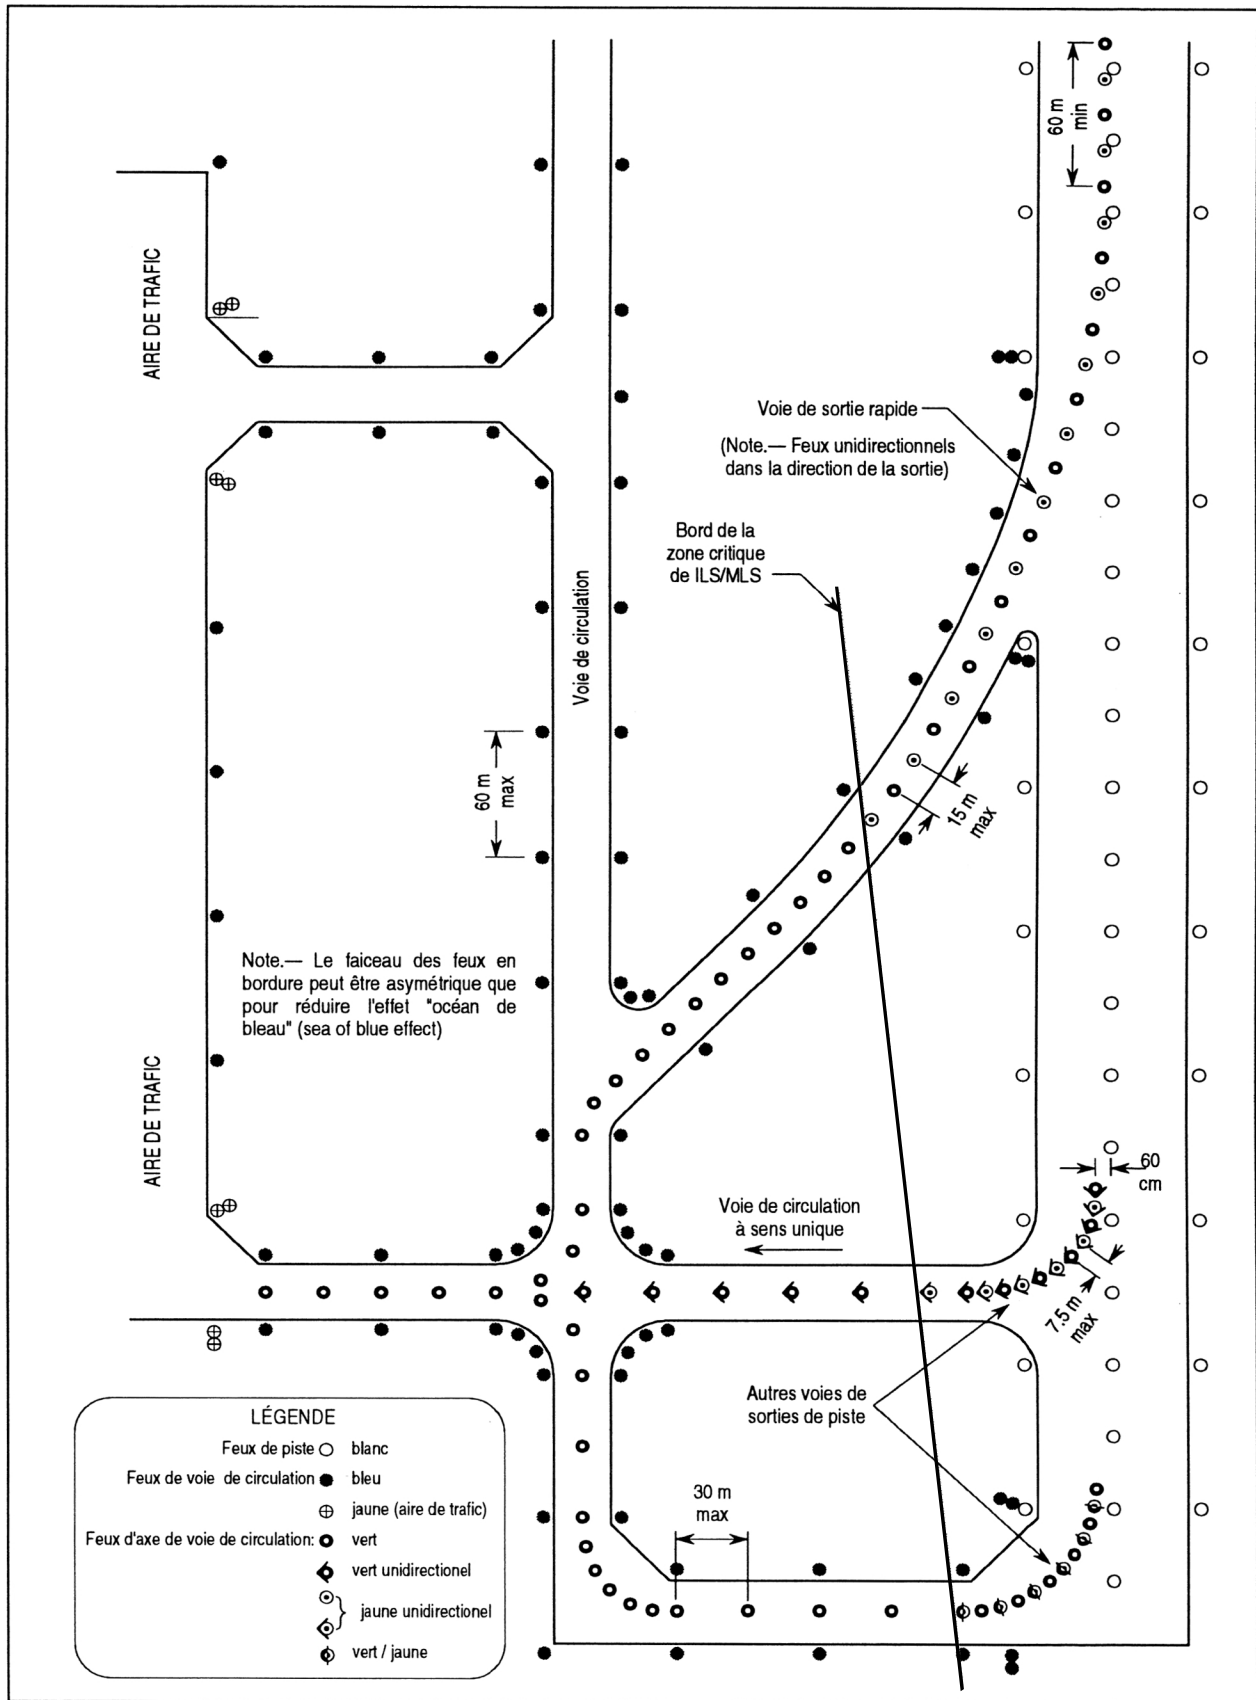 60 m
min
AIRE DE TRAFIC
Voie de sortie rapide
(Note.— Feux unidirectionnels
dans la direction de la sortie)
Bord de la
zone critique
de ILS/MLS
Voie de circulation
60 m
max
15 m
max
Note.— Le faiceau des feux en
bordure peut être asymétrique que
pour réduire l'effet "océan de
bleau" (sea of blue effect)
AIRE DE TRAFIC
60
cm
Voie de circulation
à sens unique
7.5 m
max
Autres voies de
sorties de piste
30 m
max
LÉGENDE
Feux de piste blanc
Feux de voie de circulation bleu
jaune (aire de trafic)
Feux d'axe de voie de circulation: vert
vert unidirectionel
jaune unidirectionel
vert / jaune